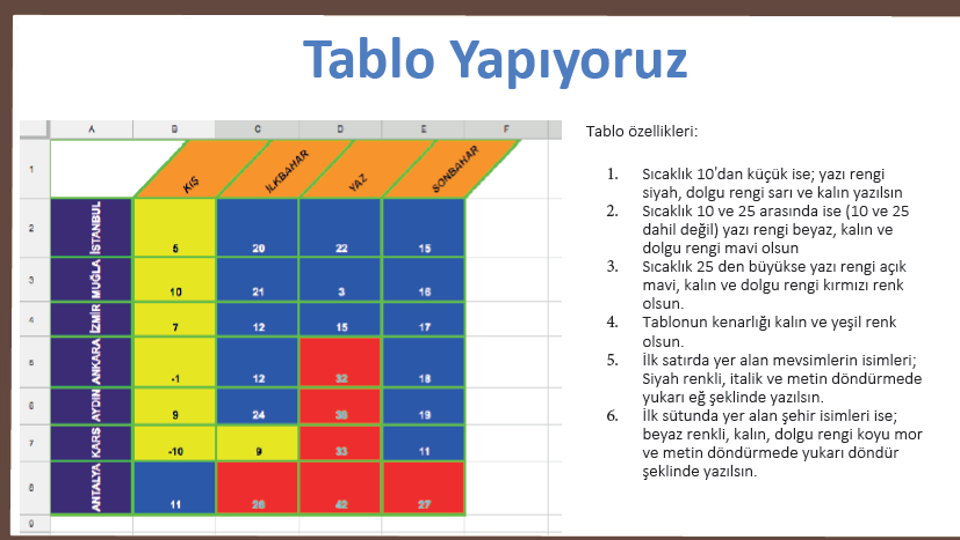 Tablo Yapıyoruz
A B C D E F
1 KIŞ İLKBAHAR YAZ SONBAHAR
2 İSTANBUL 5 20 22 15
3 MUĞLA 10 21 3 16
4 İZMİR 7 12 15 17
5 ANKARA -1 12 32 18
6 AYDIN 9 24 36 19
7 KARS -10 9 33 11
8 ANTALYA 11 26 42 27
9
Tablo özellikleri:
1. Sıcaklık 10'dan küçük ise; yazı rengi
siyah, dolgu rengi sarı ve kalın yazılsın
2. Sıcaklık 10 ve 25 arasında ise (10 ve 25
dahil değil) yazı rengi beyaz, kalın ve
dolgu rengi mavi olsun
3. Sıcaklık 25 den büyükse yazı rengi açık
mavi, kalın ve dolgu rengi kırmızı renk
olsun.
4. Tablonun kenarlığı kalın ve yeşil renk
olsun.
5. İlk satırda yer alan mevsimlerin isimleri;
Siyah renkli, italik ve metin döndürmede
yukarı eğ şeklinde yazılsın.
6. İlk sütunda yer alan şehir isimleri ise;
beyaz renkli, kalın, dolgu rengi koyu mor
ve metin döndürmede yukarı döndür
şeklinde yazılsın.